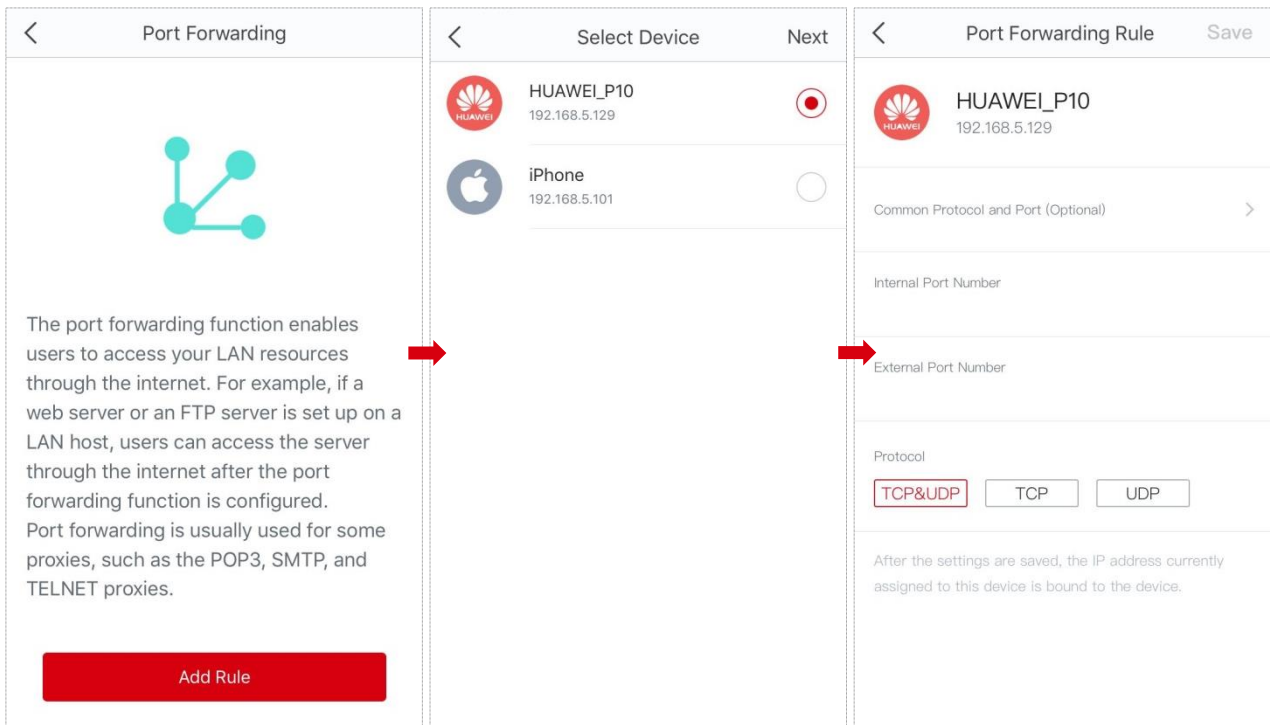 Port Forwarding
The port forwarding function enables
users to access your LAN resources
through the internet. For example, if a
web server or an FTP server is set up on a
LAN host, users can access the server
through the internet after the port
forwarding function is configured.
Port forwarding is usually used for some
proxies, such as the POP3, SMTP, and
TELNET proxies.
Add Rule
Select Device
Next
HUAWEI
HUAWEI_P10
192.168.5.129
iPhone
192.168.5.101
Port Forwarding Rule
Save
HUAWEI
HUAWEI_P10
192.168.5.129
Common Protocol and Port (Optional)
Internal Port Number
External Port Number
Protocol
TCP&UDP
TCP
UDP
After the settings are saved, the IP address currently
assigned to this device is bound to the device.